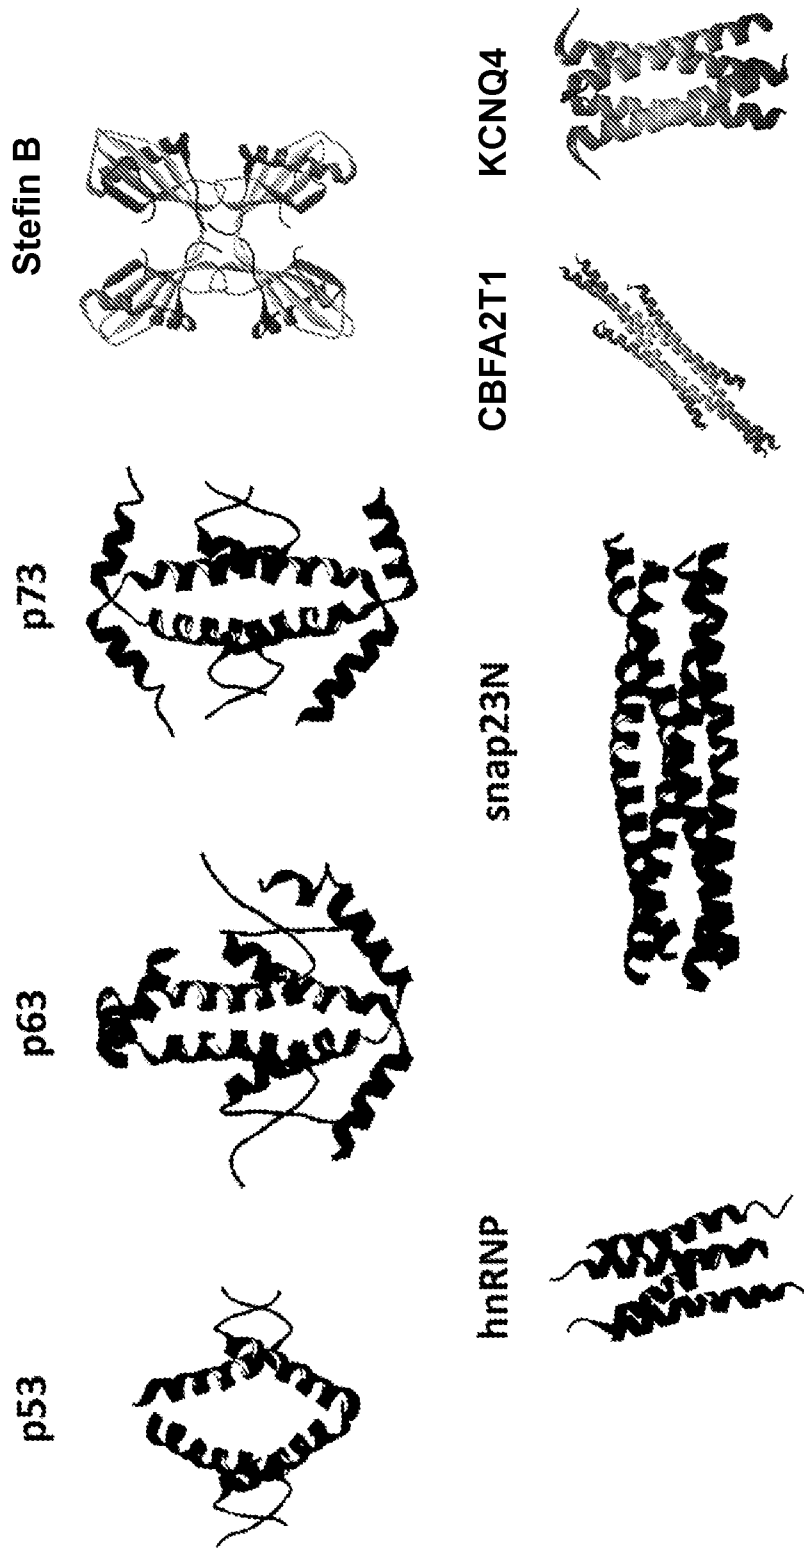 p53
p63
p73
Stefin B
hnRNP
snap23N
CBFA2T1
KCNQ4